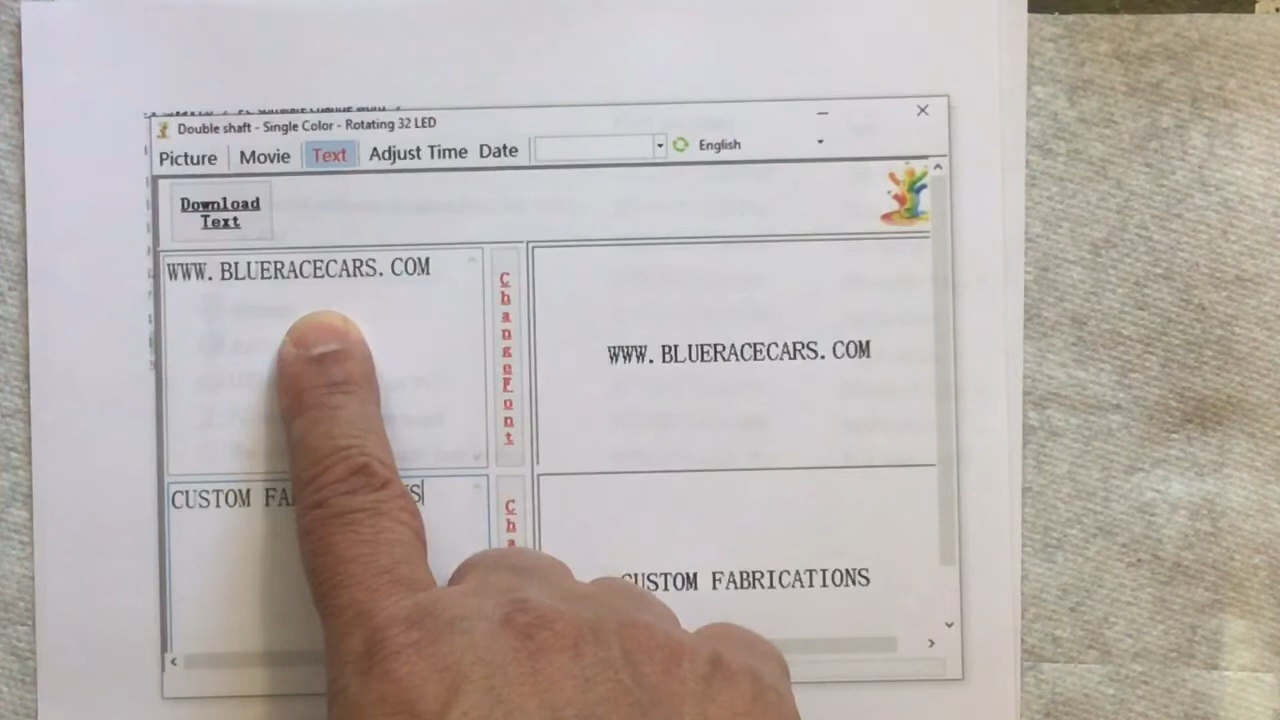 Double shaft - Single Color - Rotating 32 LED
Picture Movie Text Adjust Time Date English
Download
Text
WWW. BLUERACECARS. COM
Change Font
WWW. BLUERACECARS. COM
CUSTOM
Cha
CUSTOM FABRICATIONS